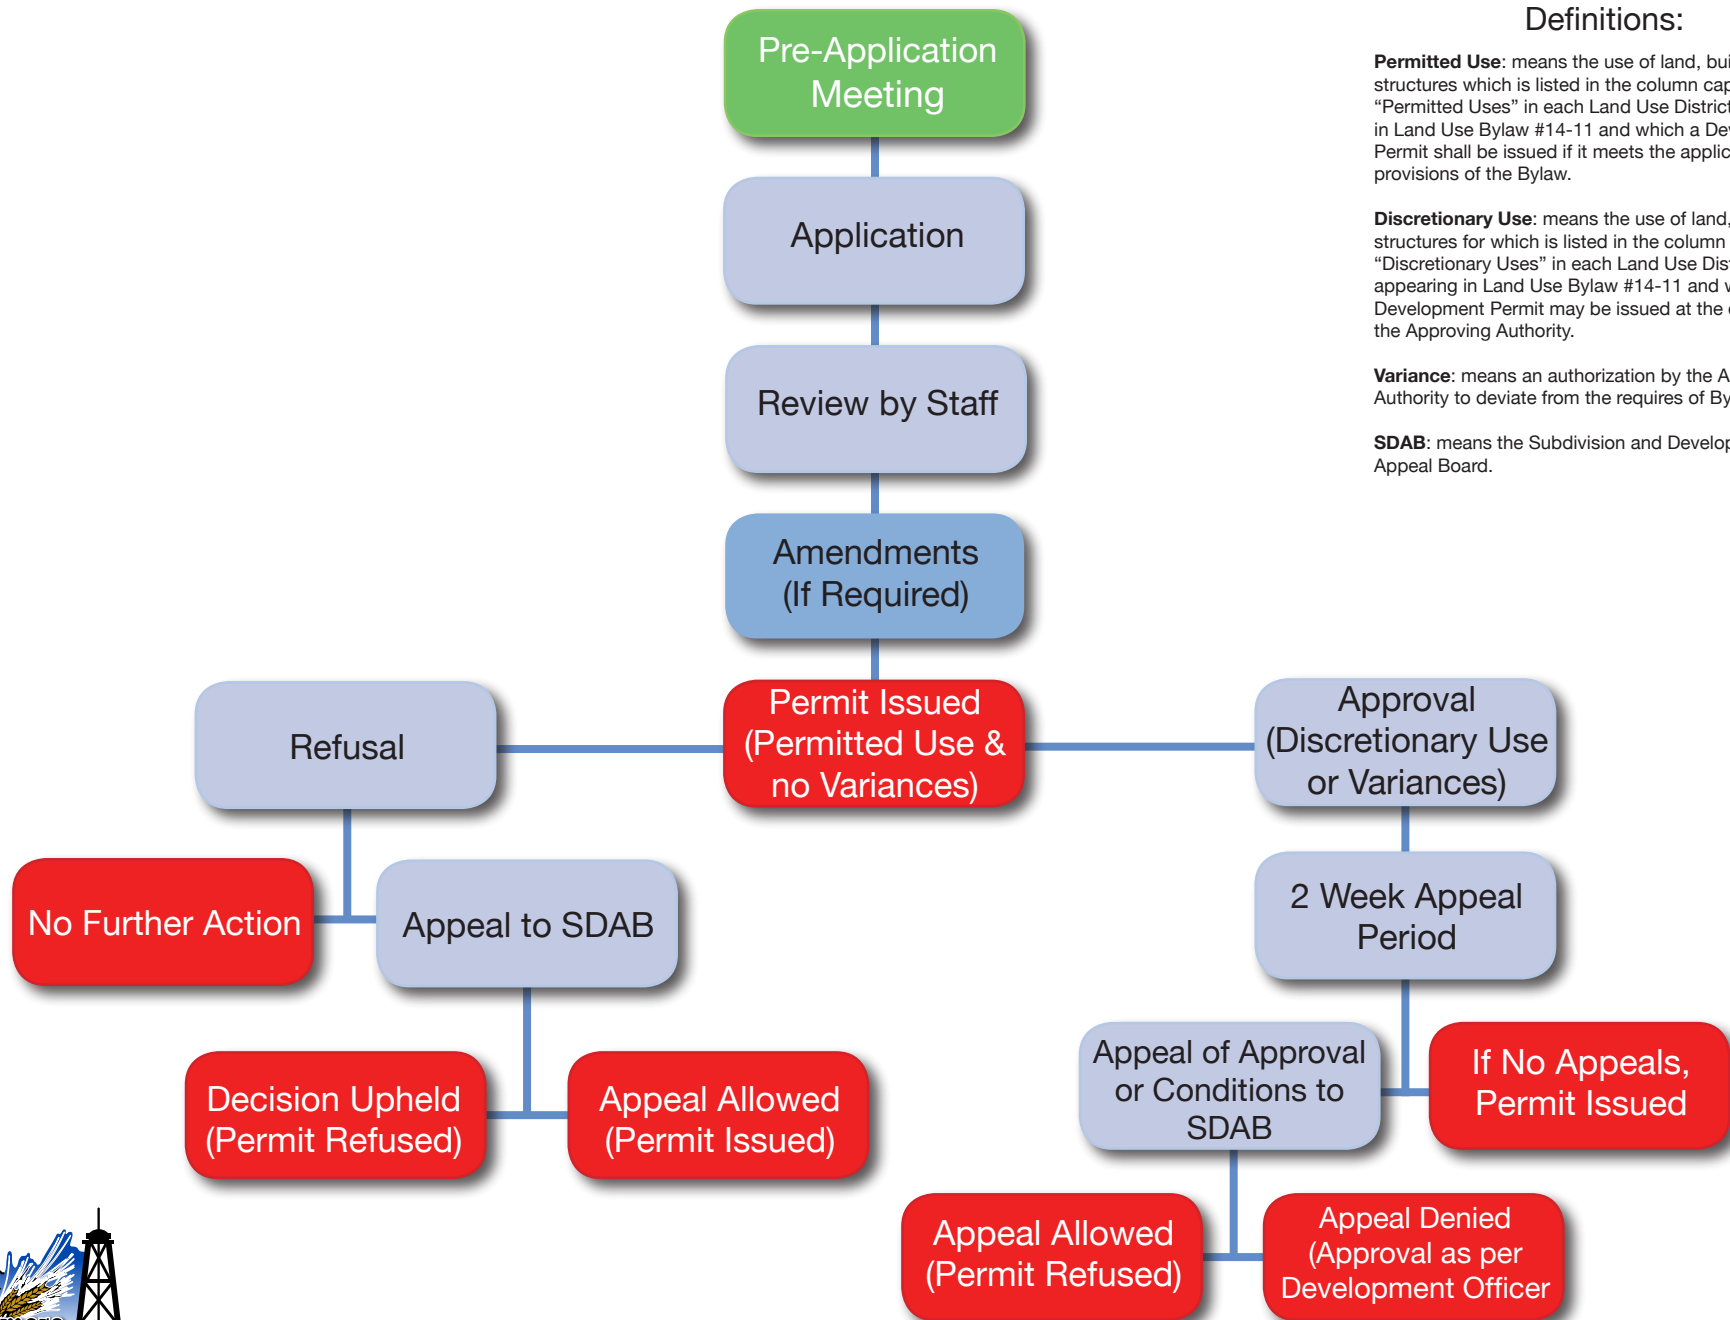 Pre-Application
Meeting
Application
Review by Staff
Amendments
(If Required)
Permit Issued
(Permitted Use &
no Variances)
Refusal
No Further Action
Appeal to SDAB
Decision Upheld
(Permit Refused)
Appeal Allowed
(Permit Issued)
Approval
(Discretionary Use
or Variances)
2 Week Appeal
Period
Appeal of Approval
or Conditions to
SDAB
If No Appeals,
Permit Issued
Appeal Allowed
(Permit Refused)
Appeal Denied
(Approval as per
Development Officer
Definitions:
Permitted Use: means the use of land,
structures which is listed in the column
“Permitted Uses” in each Land Use District
in Land Use Bylaw #14-11 and which a
Permit shall be issued if it meets the
provisions of the Bylaw.
Discretionary Use: means the use of land,
structures for which is listed in the column
“Discretionary Uses” in each Land Use
appearing in Land Use Bylaw #14-11 and
Development Permit may be issued at the
the Approving Authority.
Variance: means an authorization by the
Authority to deviate from the requires of
SDAB: means the Subdivision and
Appeal Board.